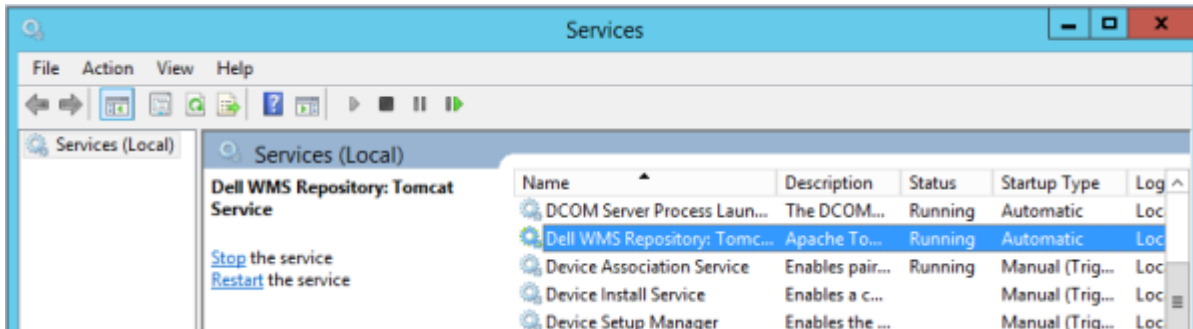 Services
File Action View Help
Services (Local)
Services (Local)
Dell WMS Repository: Tomcat
Service
Stop the service
Restart the service
Name Description Status Startup Type Log
DCOM Server Process Laun... The DCOM... Running Automatic Loc
Dell WMS Repository: Tomc... Apache To... Running Automatic Loc
Device Association Service Enables pair... Running Manual (Trig... Loc
Device Install Service Enables a c... Manual (Trig... Loc
Device Setup Manager Enables the ... Manual (Trig... Loc